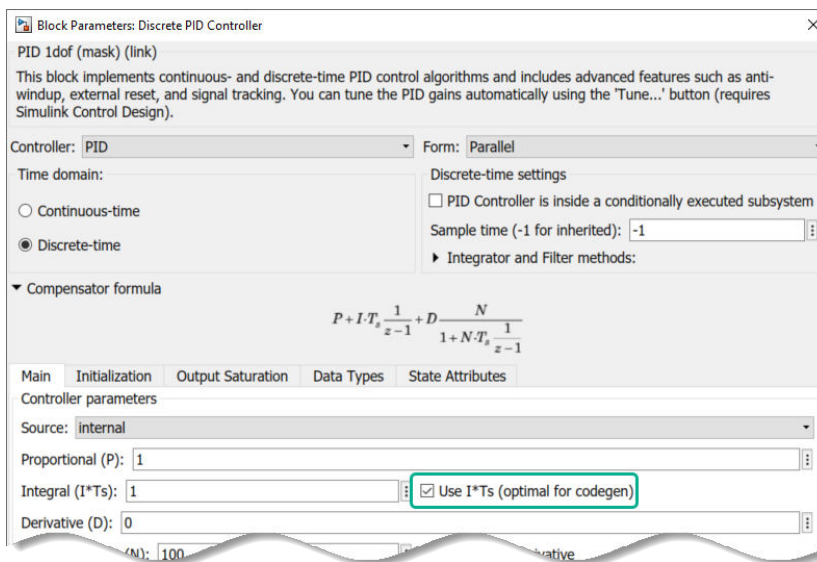 Block Parameters: Discrete PID Controller
PID 1dof (mask) (link)
This block implements continuous- and discrete-time PID control algorithms and includes advanced features such as anti-
windup, external reset, and signal tracking. You can tune the PID gains automatically using the 'Tune...' button (requires
Simulink Control Design).
Controller: PID Form: Parallel
Time domain: Discrete-time settings
PID Controller is inside a conditionally executed subsystem
Continuous-time
Sample time (-1 for inherited): -1
Discrete-time
Integrator and Filter methods:
Compensator formula
P + I·T_s 1/(z−1) + D N/(1 + N·T_s 1/(z−1))
Main Initialization Output Saturation Data Types State Attributes
Controller parameters
Source: internal
Proportional (P): 1
Integral (I*Ts): 1 Use I*Ts (optimal for codegen)
Derivative (D): 0
(N): 100